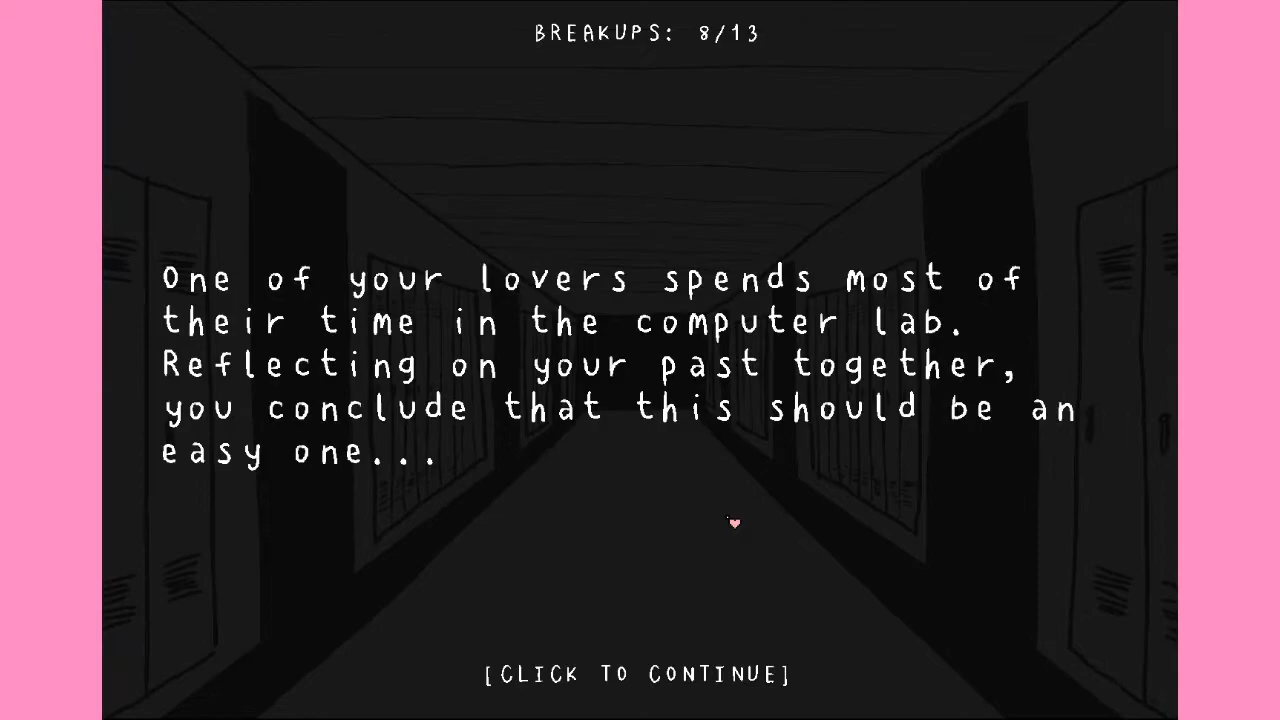 BREAKUPS: 8/13
One of your lovers spends most of
their time in the computer lab.
Reflecting on your past together,
you conclude that this should be an
easy one...
[CLICK TO CONTINUE]